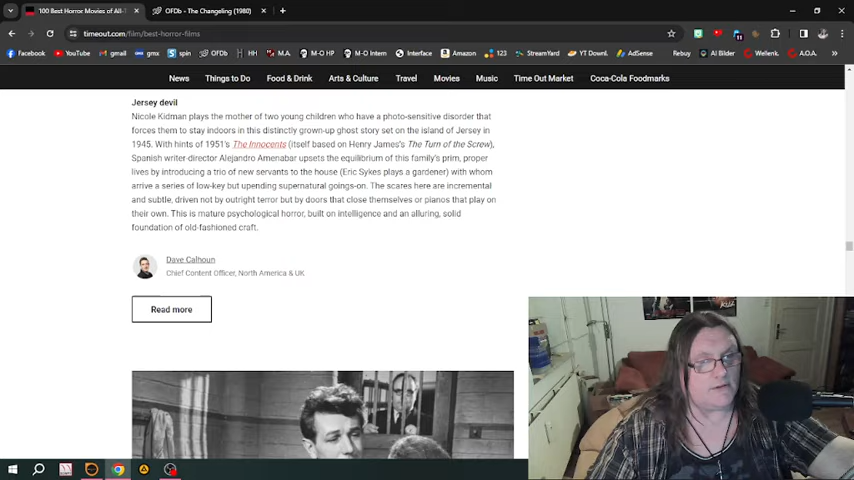 100 Best Horror Movies of All-T
OFDb - The Changeling (1980)
timeout.com/film/best-horror-films
Facebook
YouTube
gmail
gmx
spin
OFDb
HH
M.A.
M-O HP
M-O Intern
Interface
Amazon
123
StreamYard
YT Downl.
AdSense
Rebuy
AI Bilder
Wellenk.
A.O.A.
News
Things to Do
Food & Drink
Arts & Culture
Travel
Movies
Music
Time Out Market
Coca-Cola Foodmarks
Jersey devil
Nicole Kidman plays the mother of two young children who have a photo-sensitive disorder that
forces them to stay indoors in this distinctly grown-up ghost story set on the island of Jersey in
1945. With hints of 1951's The Innocents (itself based on Henry James's The Turn of the Screw),
Spanish writer-director Alejandro Amenabar upsets the equilibrium of this family's prim, proper
lives by introducing a trio of new servants to the house (Eric Sykes plays a gardener) with whom
arrive a series of low-key but upending supernatural goings-on. The scares here are incremental
and subtle, driven not by outright terror but by doors that close themselves or pianos that play on
their own. This is mature psychological horror, built on intelligence and an alluring, solid
foundation of old-fashioned craft.
Dave Calhoun
Chief Content Officer, North America & UK
Read more